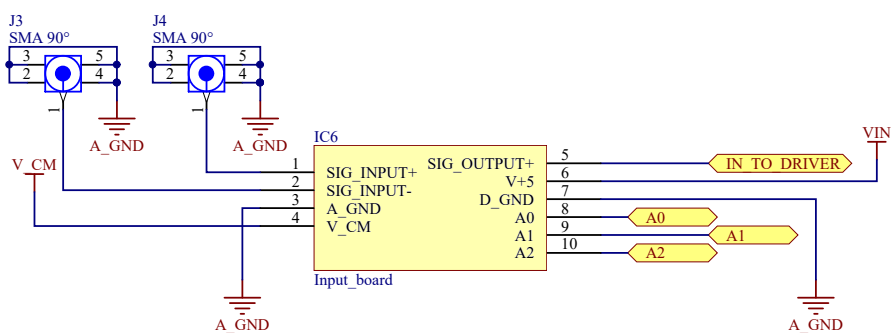 J3
SMA 90°
3
5
2
4
1
A_GND
J4
SMA 90°
3
5
2
4
1
A_GND
V_CM
VIN
IC6
1
SIG_INPUT+
2
SIG_INPUT-
3
A_GND
4
V_CM
SIG_OUTPUT+
5
IN_TO_DRIVER
V+5
6
D_GND
7
A0
8
A0
A1
9
A1
A2
10
A2
Input_board
A_GND
A_GND